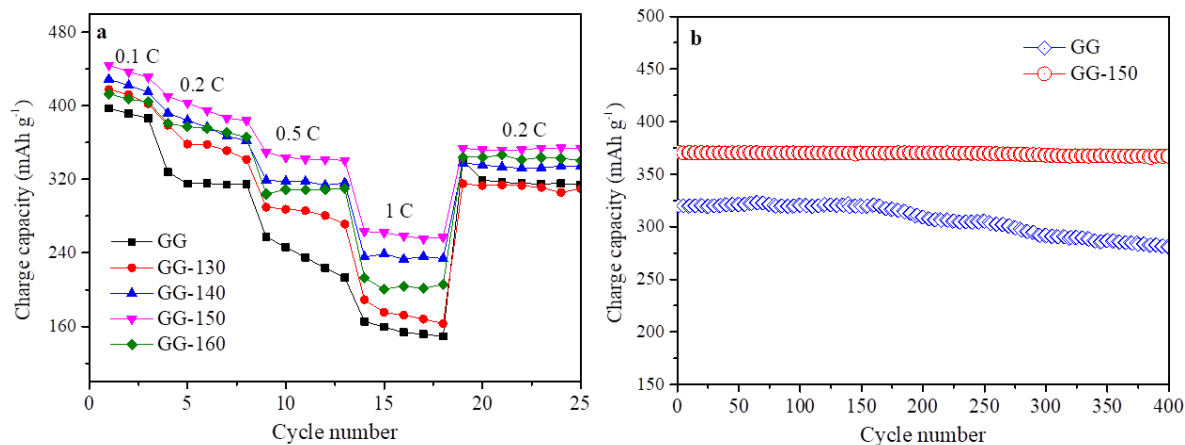 a
0.1 C
0.2 C
0.5 C
1 C
0.2 C
GG
GG-130
GG-140
GG-150
GG-160
480
400
320
240
160
0
5
10
15
20
25
Cycle number
Charge capacity (mAh g⁻¹)
b
GG
GG-150
500
450
400
350
300
250
200
150
0
50
100
150
200
250
300
350
400
Cycle number
Charge capacity (mAh g⁻¹)